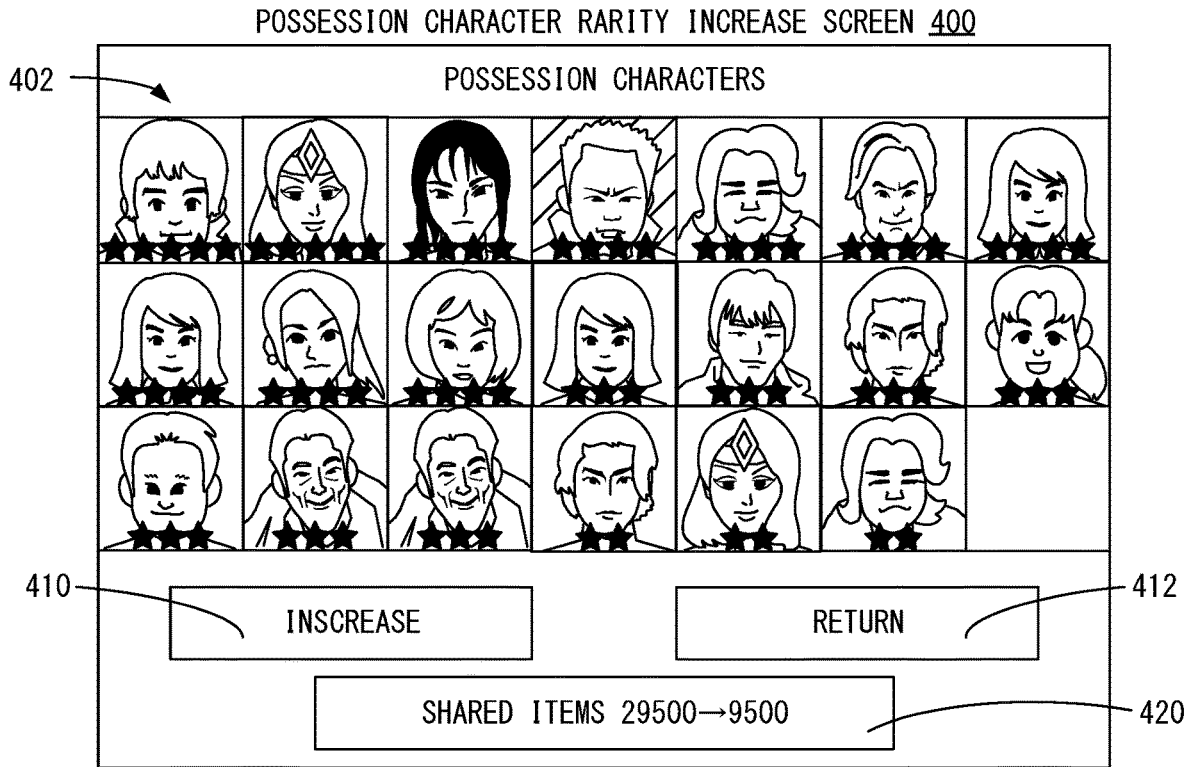 POSSESSION CHARACTER RARITY INCREASE SCREEN 400
POSSESSION CHARACTERS
402
410
INSCREASE
RETURN
412
SHARED ITEMS 29500→9500
420